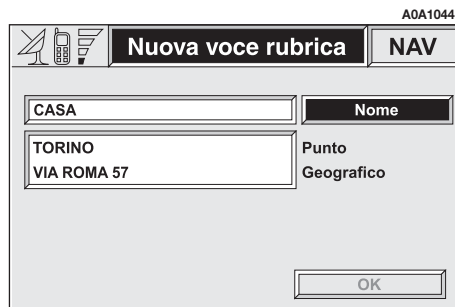 A0A1044
Nuova voce rubrica NAV
CASA Nome
TORINO Punto
VIA ROMA 57 Geografico
OK